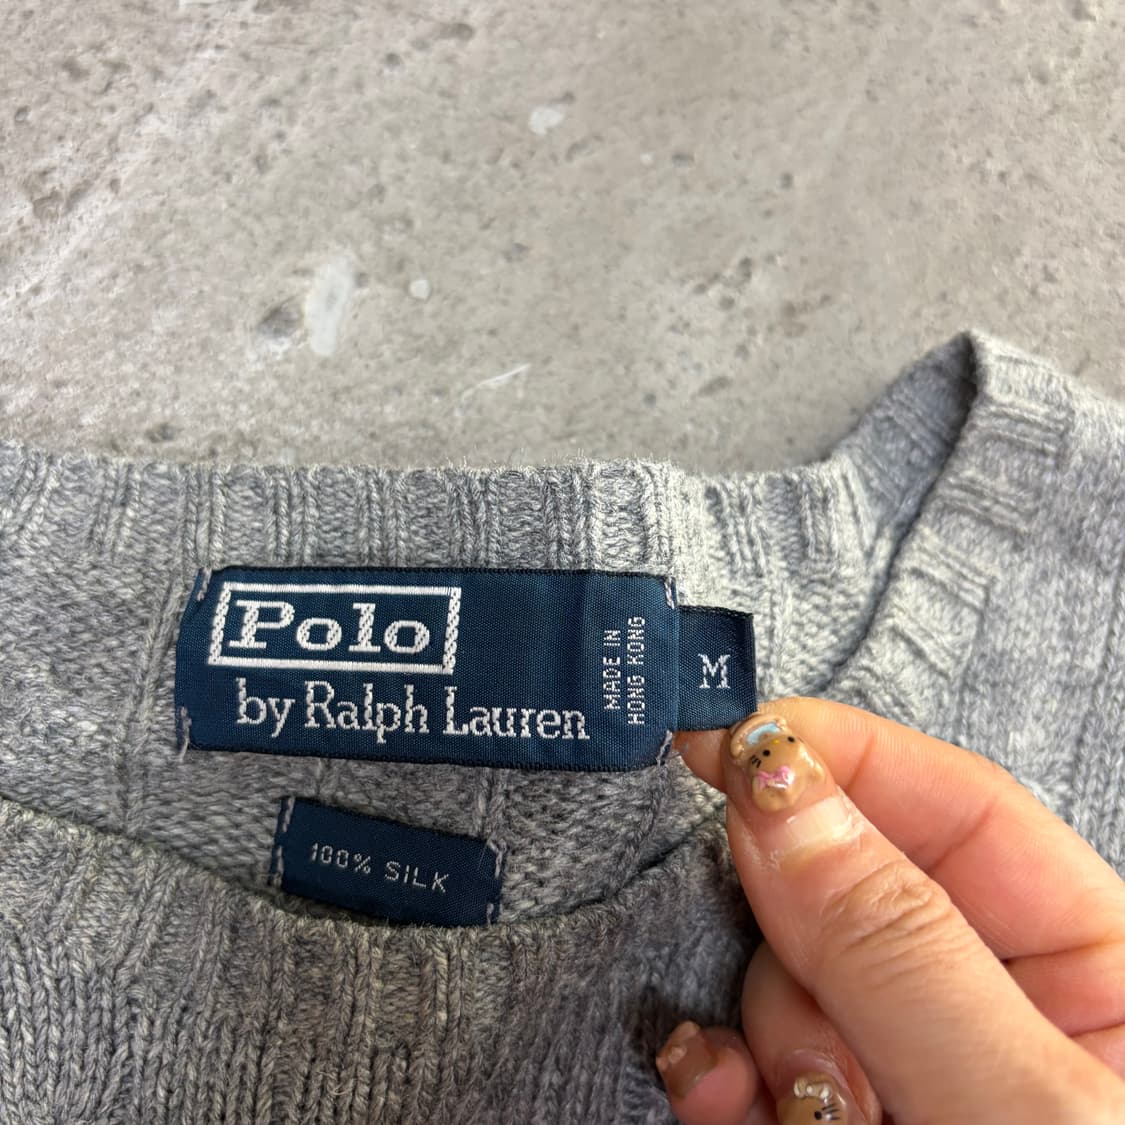 Polo
by Ralph Lauren
MADE IN
HONG KONG
M
100% SILK